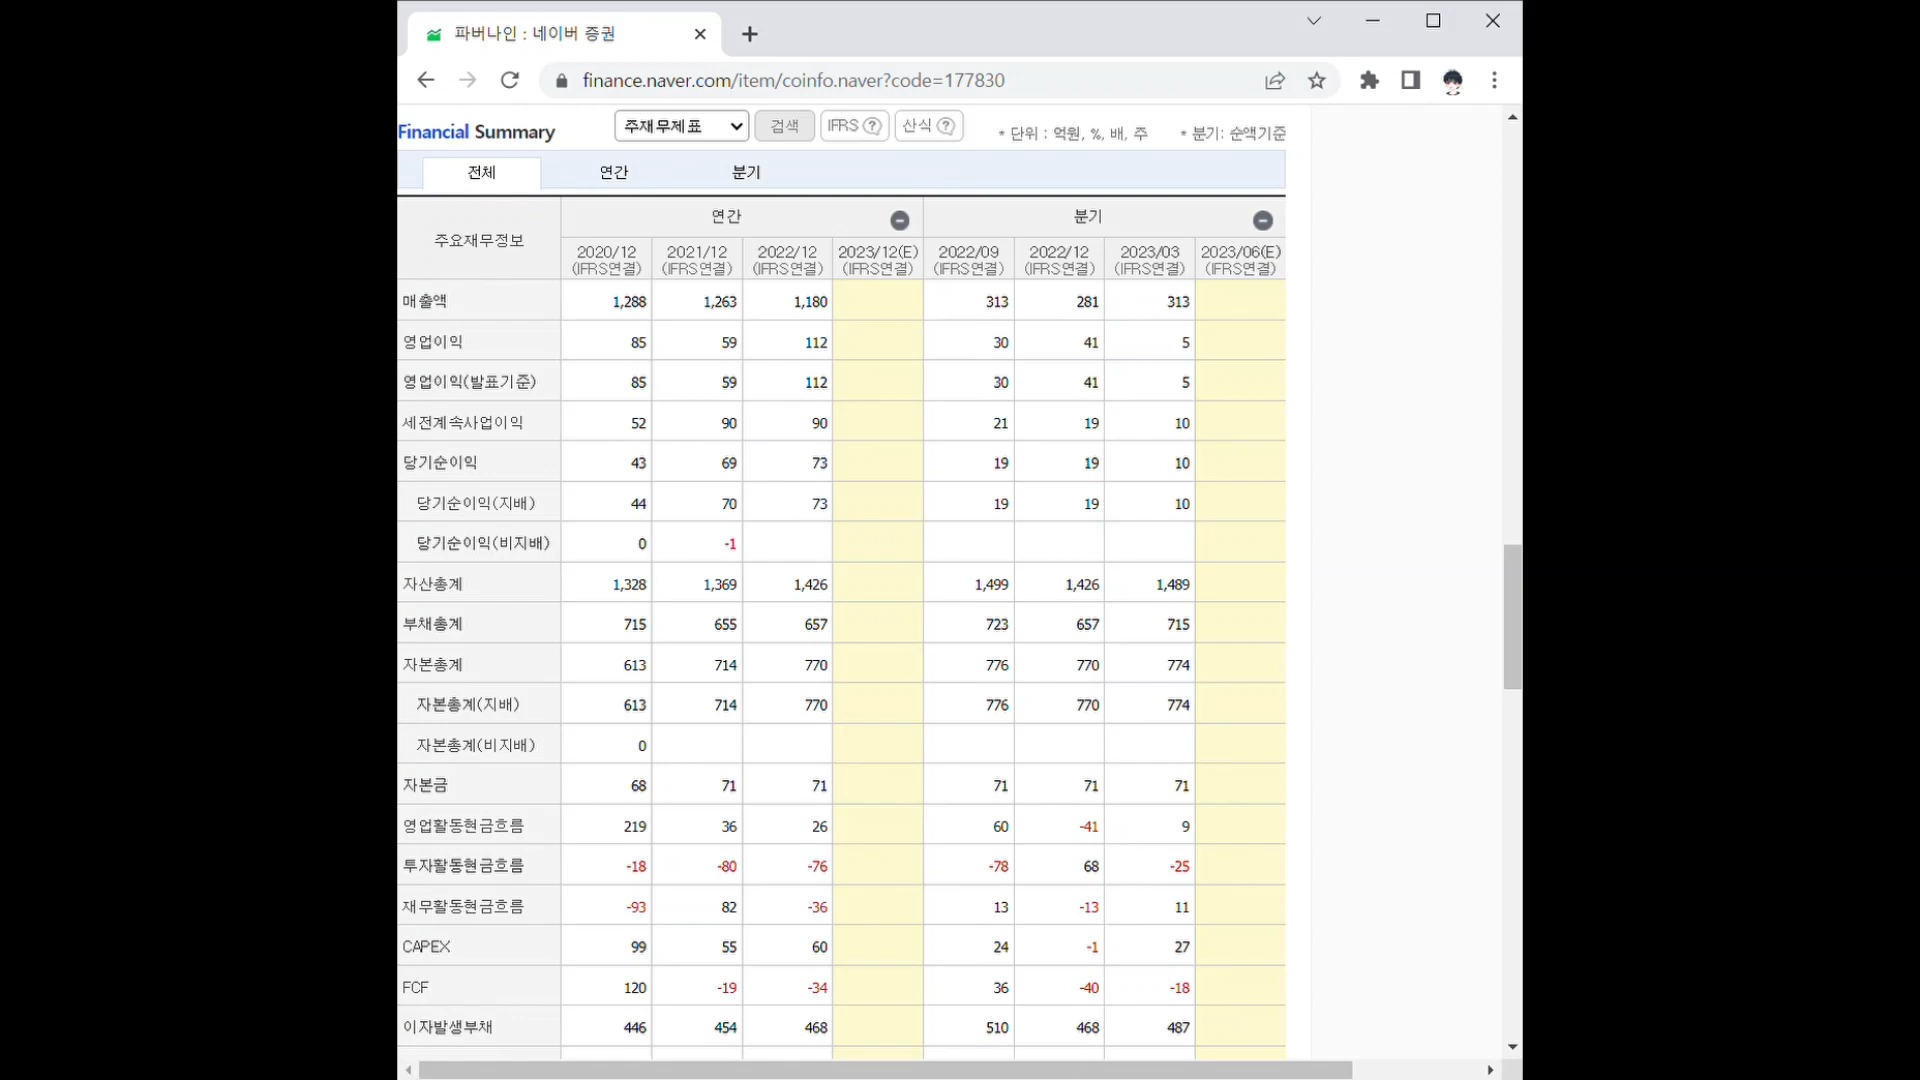 파버나인 : 네이버 증권
finance.naver.com/item/coinfo.naver?code=177830
Financial Summary 주재무제표 검색 IFRS ? 산식 ? * 단위 : 억원, %, 배, 주 * 분기: 순액기준
전체 연간 분기
주요재무정보 연간 분기
2020/12 2021/12 2022/12 2023/12(E) 2022/09 2022/12 2023/03 2023/06(E)
(IFRS연결) (IFRS연결) (IFRS연결) (IFRS연결) (IFRS연결) (IFRS연결) (IFRS연결) (IFRS연결)
매출액 1,288 1,263 1,180 313 281 313
영업이익 85 59 112 30 41 5
영업이익(발표기준) 85 59 112 30 41 5
세전계속사업이익 52 90 90 21 19 10
당기순이익 43 69 73 19 19 10
당기순이익(지배) 44 70 73 19 19 10
당기순이익(비지배) 0 -1
자산총계 1,328 1,369 1,426 1,499 1,426 1,489
부채총계 715 655 657 723 657 715
자본총계 613 714 770 776 770 774
자본총계(지배) 613 714 770 776 770 774
자본총계(비지배) 0
자본금 68 71 71 71 71 71
영업활동현금흐름 219 36 26 60 -41 9
투자활동현금흐름 -18 -80 -76 -78 68 -25
재무활동현금흐름 -93 82 -36 13 -13 11
CAPEX 99 55 60 24 -1 27
FCF 120 -19 -34 36 -40 -18
이자발생부채 446 454 468 510 468 487